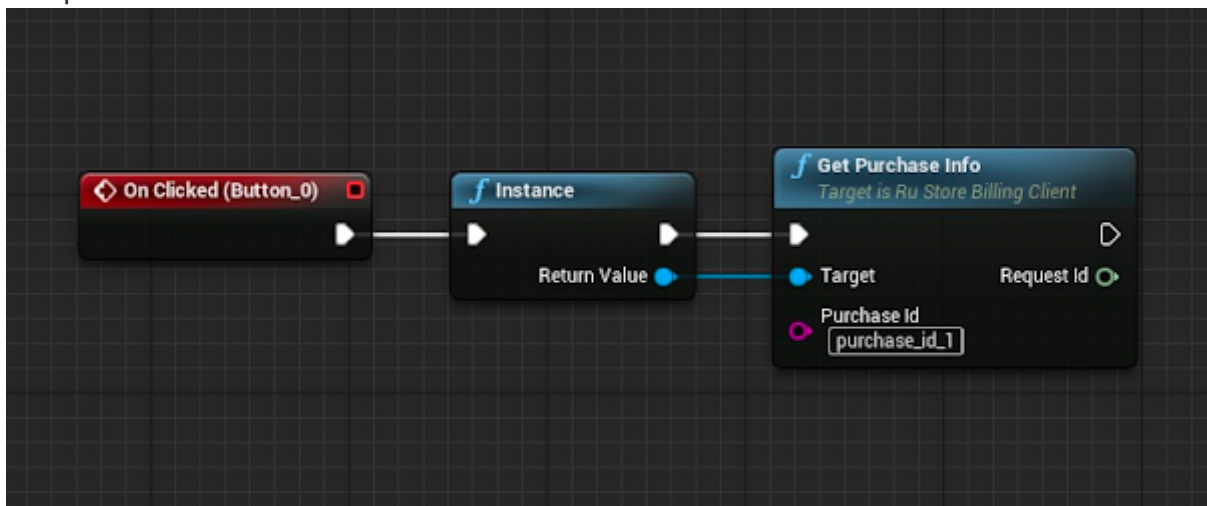 On Clicked (Button_0)
f Instance
Return Value
f Get Purchase Info
Target is Ru Store Billing Client
Target
Request Id
Purchase Id
purchase_id_1